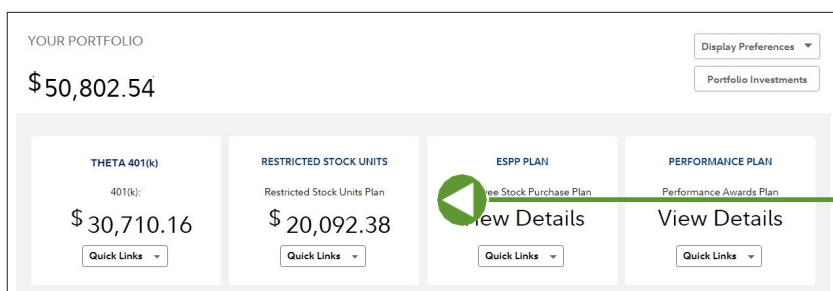 YOUR PORTFOLIO
Display Preferences
$50,802.54
Portfolio Investments
THETA 401(k)
401(k):
$30,710.16
Quick Links
RESTRICTED STOCK UNITS
Restricted Stock Units Plan
$20,092.38
Quick Links
ESPP PLAN
Stock Purchase Plan
Details
Quick Links
PERFORMANCE PLAN
Performance Awards Plan
View Details
Quick Links